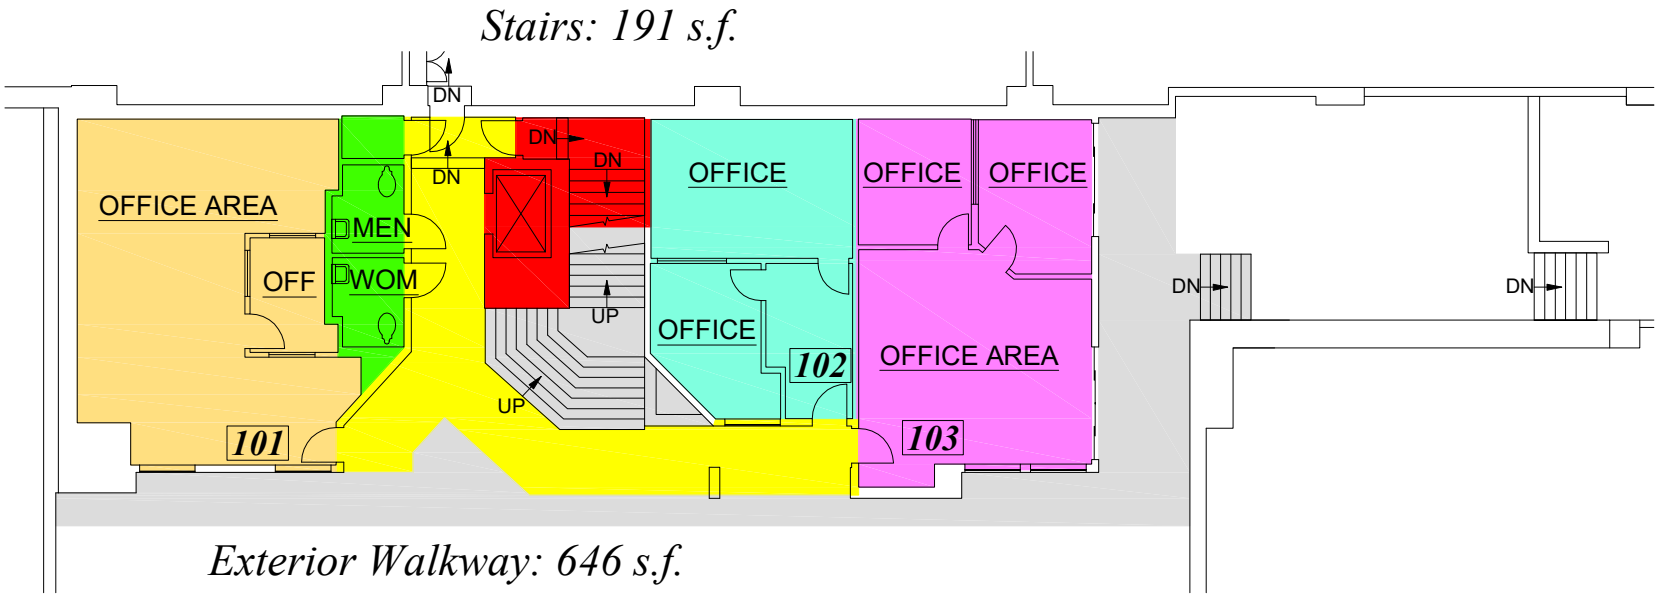 Stairs: 191 s.f.
DN
DN
DN
DN
OFFICE AREA
MEN
OFF
WOM
OFFICE
OFFICE
OFFICE
DN
DN
UP
OFFICE
OFFICE AREA
102
UP
101
103
Exterior Walkway: 646 s.f.